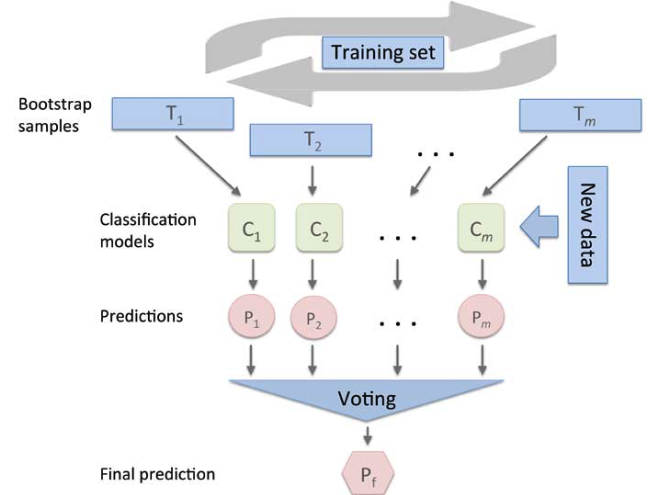 Training set
Bootstrap
samples
T1
T2
. . .
Tm
Classification
models
C1
C2
. . .
Cm
New data
Predictions
P1
P2
. . .
Pm
Voting
Final prediction
Pf